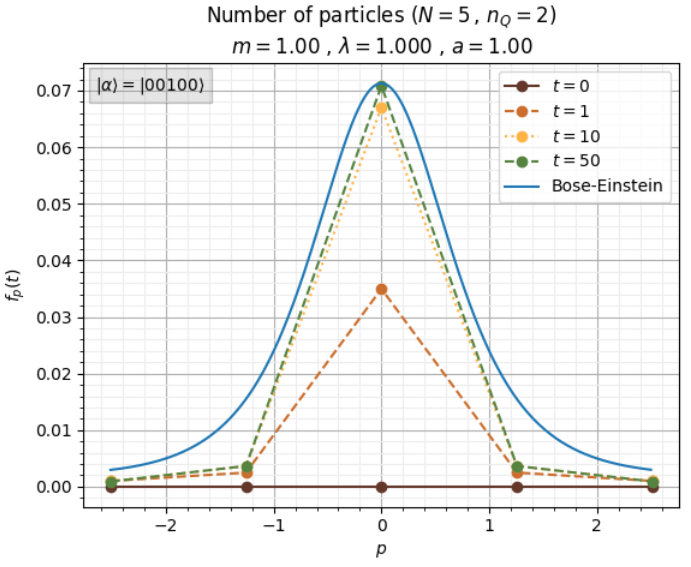 Number of particles (N = 5 , n_Q = 2)
m = 1.00 , λ = 1.000 , a = 1.00
|α⟩ = |00100⟩
t = 0
t = 1
t = 10
t = 50
Bose-Einstein
f_p(t)
0.07
0.06
0.05
0.04
0.03
0.02
0.01
0.00
−2 −1 0 1 2
p